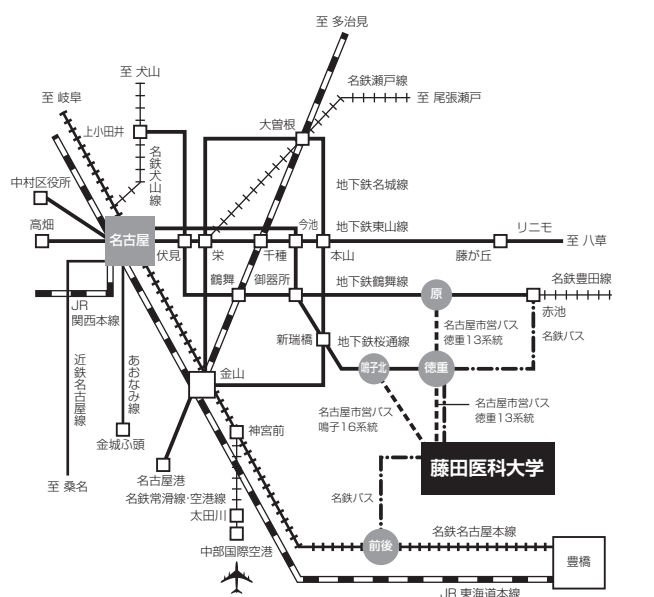 至 多治見
至 犬山
名鉄瀬戸線
至 岐阜
至 尾張瀬戸
上小田井
大曽根
名鉄犬山線
中村区役所
地下鉄名城線
高畑
今池
地下鉄東山線
リニモ
名古屋
至 八草
伏見
栄
千種
本山
藤が丘
鶴舞
御器所
地下鉄鶴舞線
名鉄豊田線
原
JR
関西本線
赤池
名古屋市営バス
徳重13系統
名鉄バス
新瑞橋
地下鉄桜通線
近鉄名古屋線
あおなみ線
金山
鳴子北
徳重
名古屋市営バス
鳴子16系統
名古屋市営バス
徳重13系統
神宮前
金城ふ頭
藤田医科大学
名古屋港
至 桑名
名鉄常滑線・空港線
名鉄バス
太田川
名鉄名古屋本線
中部国際空港
前後
豊橋
JR 東海道本線